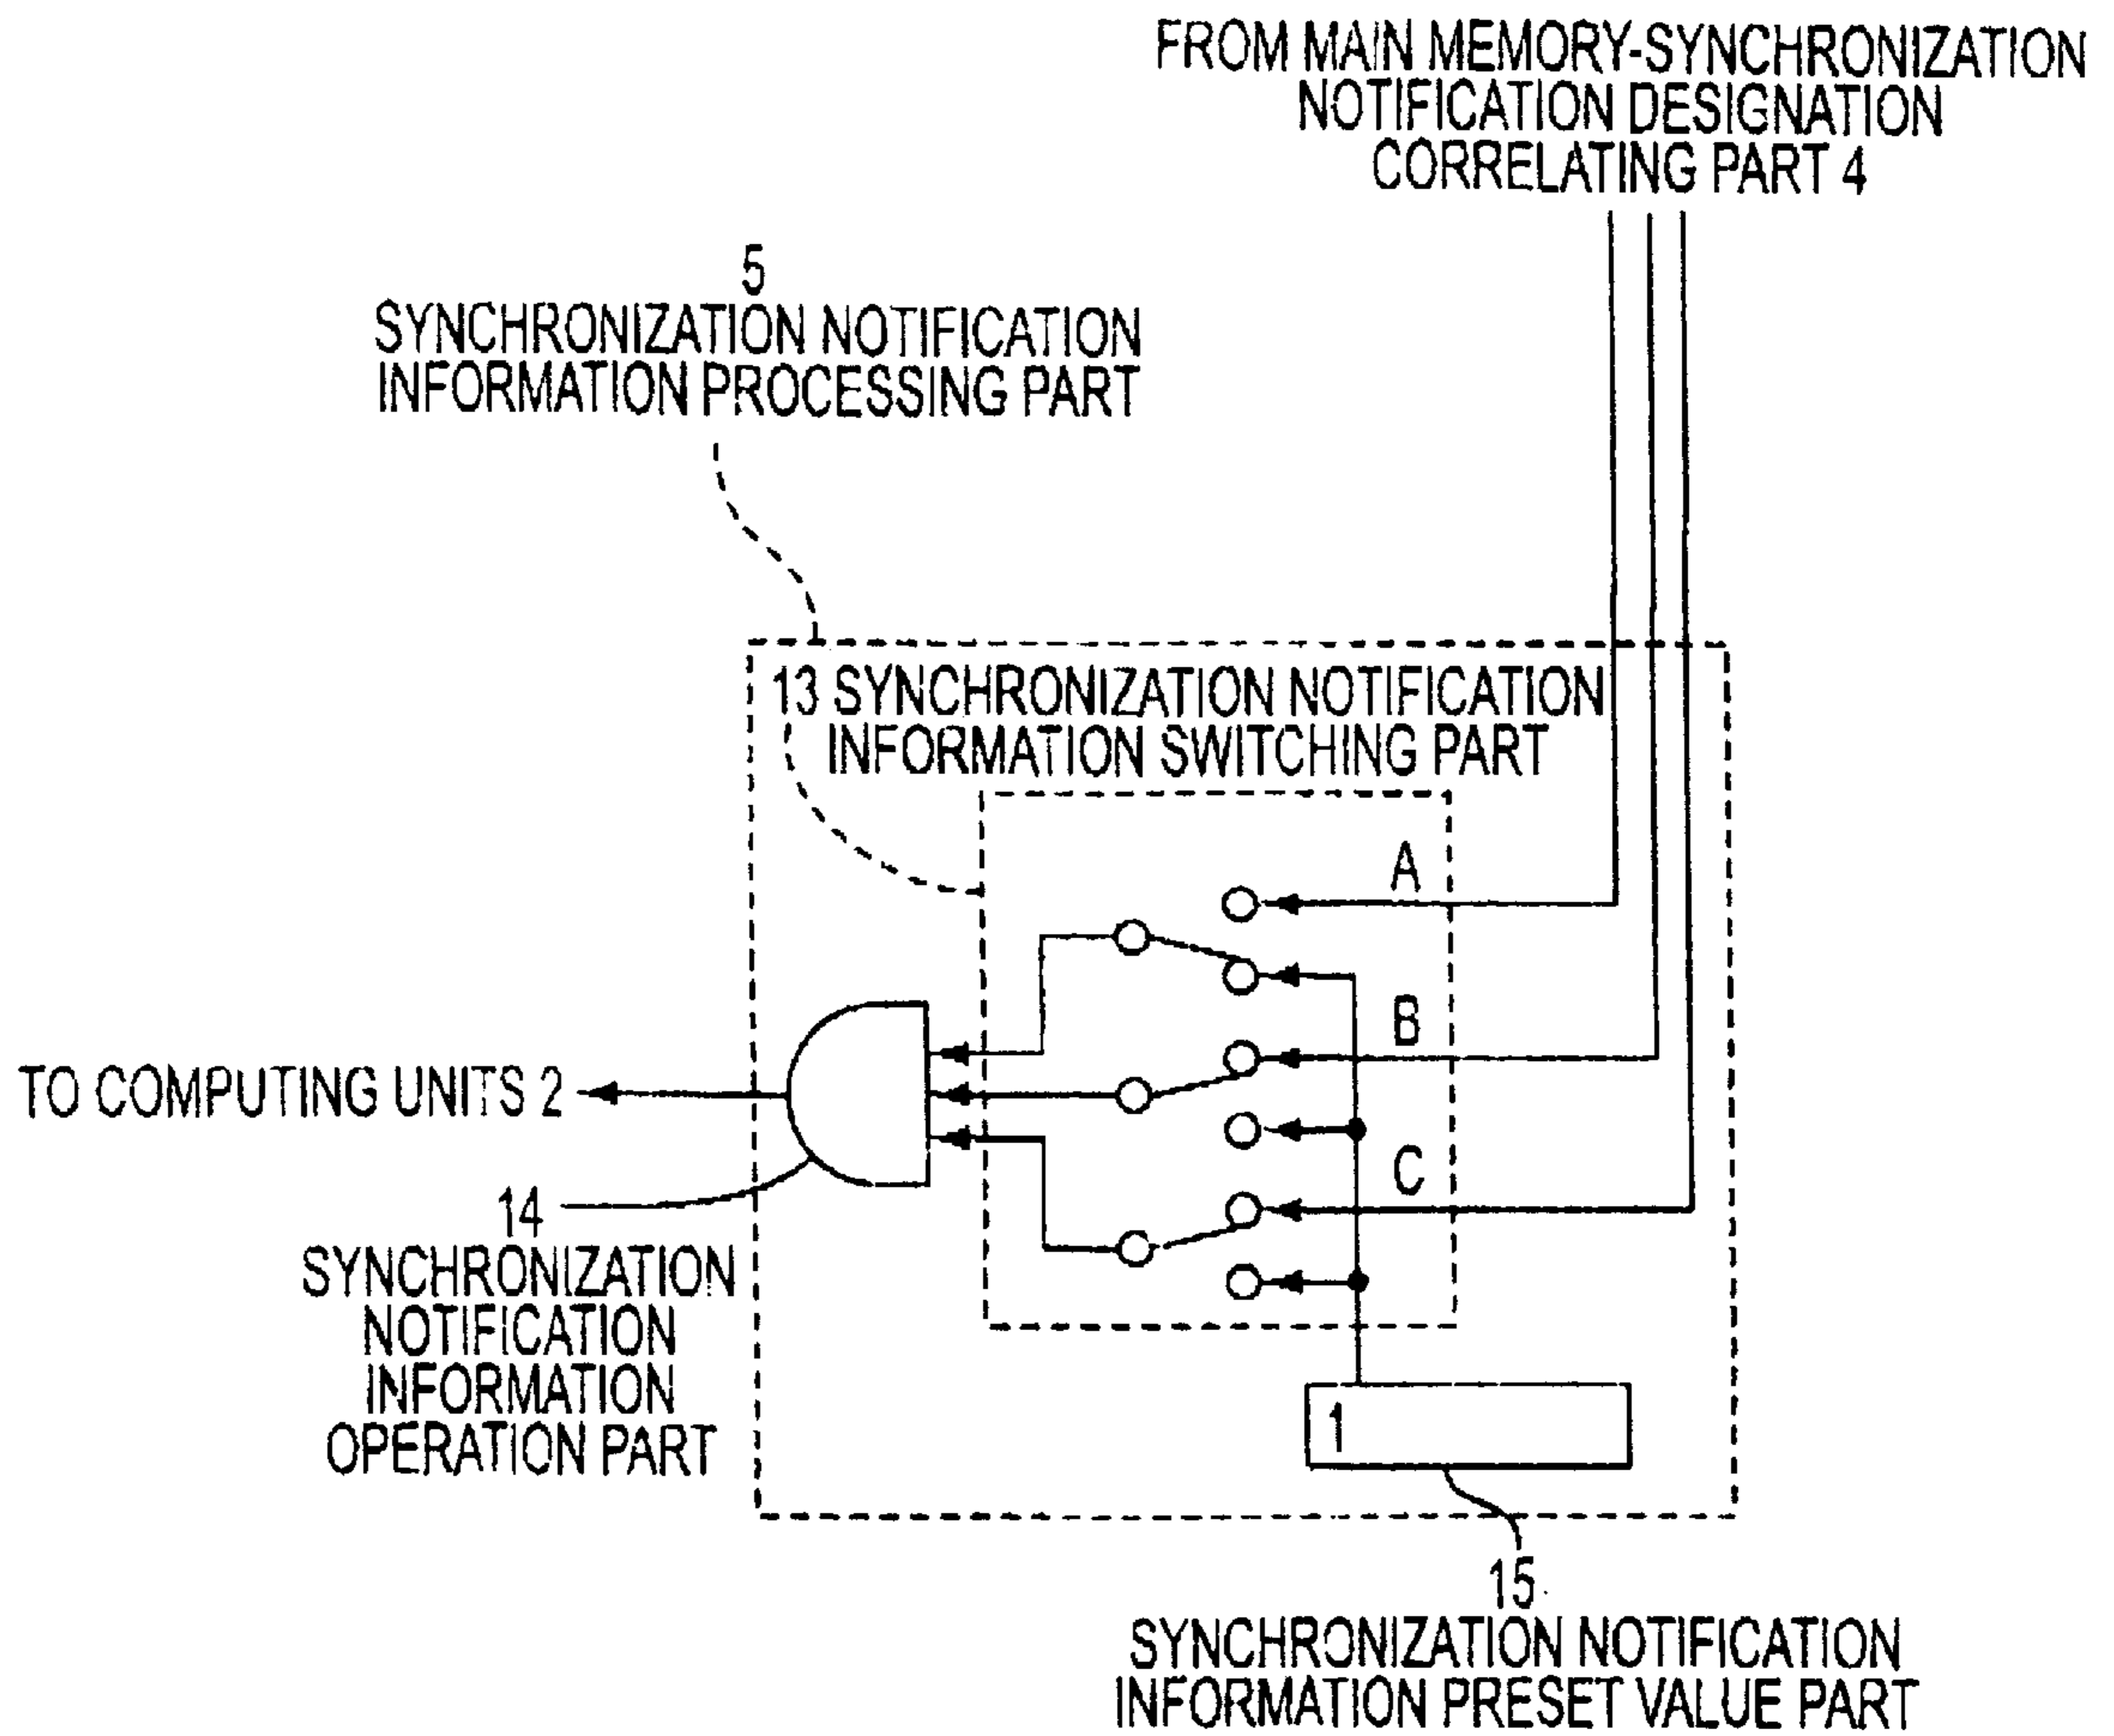 FROM MAIN MEMORY-SYNCHRONIZATION
NOTIFICATION DESIGNATION
CORRELATING PART 4
5
SYNCHRONIZATION NOTIFICATION
INFORMATION PROCESSING PART
13 SYNCHRONIZATION NOTIFICATION
INFORMATION SWITCHING PART
A
B
TO COMPUTING UNITS 2
C
14
SYNCHRONIZATION
NOTIFICATION
INFORMATION
OPERATION PART
1
15
SYNCHRONIZATION NOTIFICATION
INFORMATION PRESET VALUE PART